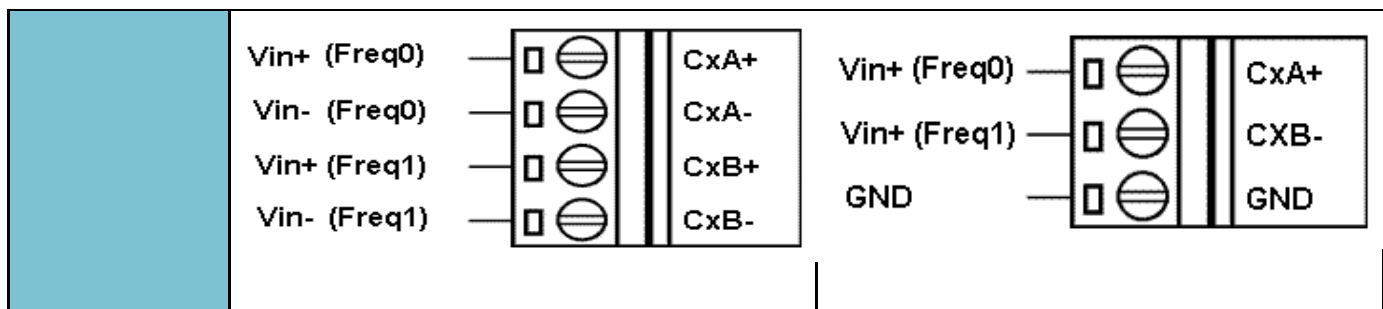 Vin+ (Freq0) CxA+
Vin- (Freq0) CxA-
Vin+ (Freq1) CxB+
Vin- (Freq1) CxB-
Vin+ (Freq0) CxA+
Vin+ (Freq1) CXB-
GND GND